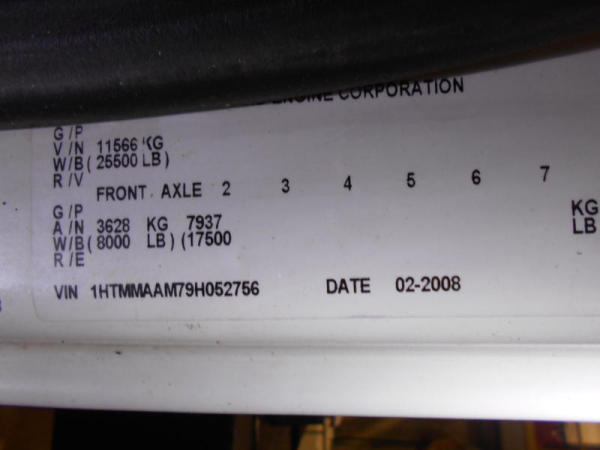 ENGINE CORPORATION
G/P
V/N 11566 KG
W/B( 25500 LB)
R/V
FRONT AXLE 2 3 4 5 6 7
G/P
A/N 3628 KG 7937 KG
W/B( 8000 LB) (17500 LB
R/E
VIN 1HTMMAAM79H052756 DATE 02-2008